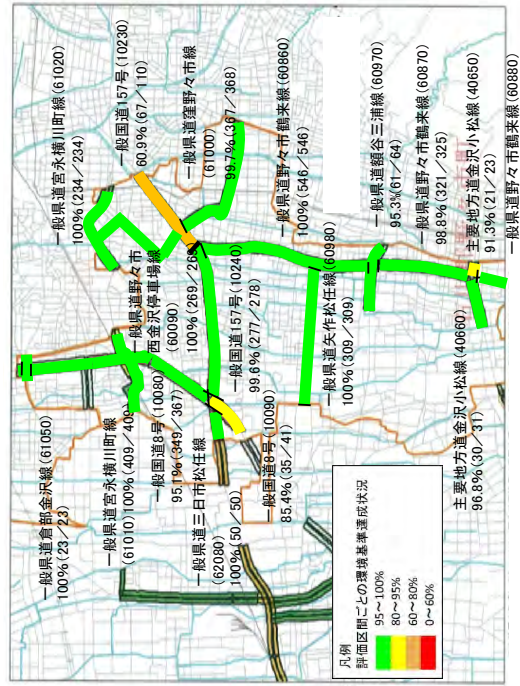 一般県道倉部金沢線(61050)
100%(23/23)
一般県道宮永横川町線
(61010)100%(409/409)
一般国道8号(10080)
95.1%(349/367)
一般県道三日市松任線
(62080)
100%(50/50)
一般国道8号(10090)
85.4%(35/41)
一般県道宮永横川町線(61020)
100%(234/234)
一般国道157号(10230)
60.9%(67/110)
一般県道窪野々市線
(61000)
99.7%(367/368)
一般県道野々市
西金沢停車場線
(60090)
100%(269/269)
一般国道157号(10240)
99.6%(277/278)
一般県道野々市鶴来線(60860)
100%(546/546)
一般県道矢作松任線(60980)
100%(309/309)
一般県道額谷三浦線(60970)
95.3%(61/64)
一般県道野々市鶴来線(60870)
98.8%(321/325)
主要地方道金沢小松線(40650)
91.3%(21/23)
一般県道野々市鶴来線(60880)
主要地方道金沢小松線(40660)
96.8%(30/31)
凡例
評価区間ごとの環境基準達成状況
95~100%
80~95%
60~80%
0~60%